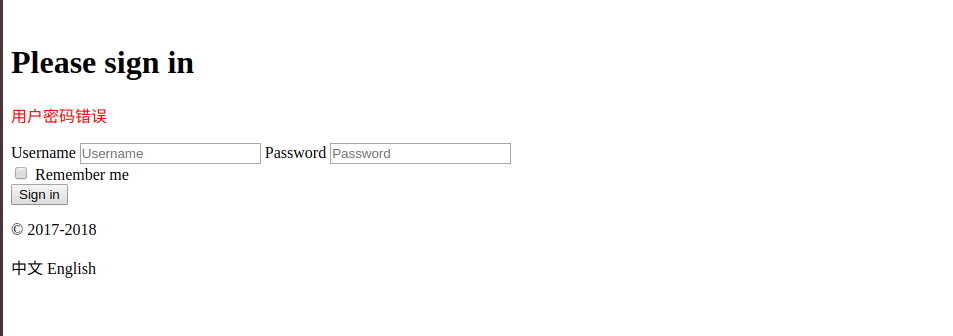 Please sign in
用户密码错误
Username Username Password Password
Remember me
Sign in
© 2017-2018
中文 English